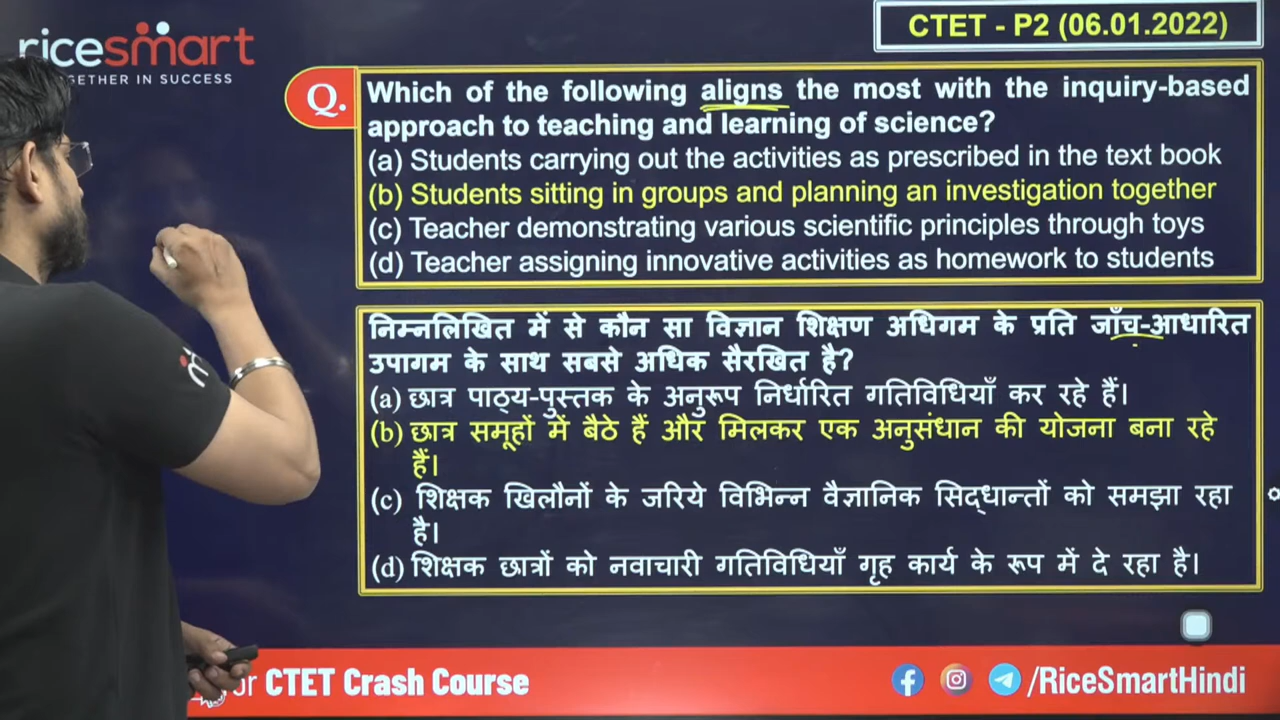 ricesmart
GETHER IN SUCCESS
CTET - P2 (06.01.2022)
Q.
Which of the following aligns the most with the inquiry-based
approach to teaching and learning of science?
(a) Students carrying out the activities as prescribed in the text book
(b) Students sitting in groups and planning an investigation together
(c) Teacher demonstrating various scientific principles through toys
(d) Teacher assigning innovative activities as homework to students
निम्नलिखित में से कौन सा विज्ञान शिक्षण अधिगम के प्रति जाँच-आधारित
उपागम के साथ सबसे अधिक सैरखित है?
(a) छात्र पाठ्य-पुस्तक के अनुरूप निर्धारित गतिविधियाँ कर रहे हैं।
(b) छात्र समूहों में बैठे हैं और मिलकर एक अनुसंधान की योजना बना रहे
हैं।
(c) शिक्षक खिलौनों के जरिये विभिन्न वैज्ञानिक सिद्धान्तों को समझा रहा
है।
(d) शिक्षक छात्रों को नवाचारी गतिविधियाँ गृह कार्य के रूप में दे रहा है।
or CTET Crash Course
/RiceSmartHindi